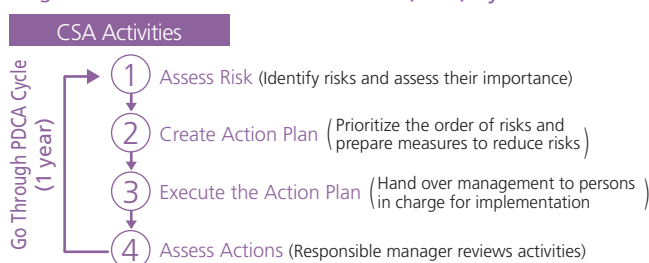 CSA Activities
Go Through PDCA Cycle
(1 year)
1 Assess Risk (Identify risks and assess their importance)
2 Create Action Plan (Prioritize the order of risks and
prepare measures to reduce risks)
3 Execute the Action Plan (Hand over management to persons
in charge for implementation)
4 Assess Actions (Responsible manager reviews activities)